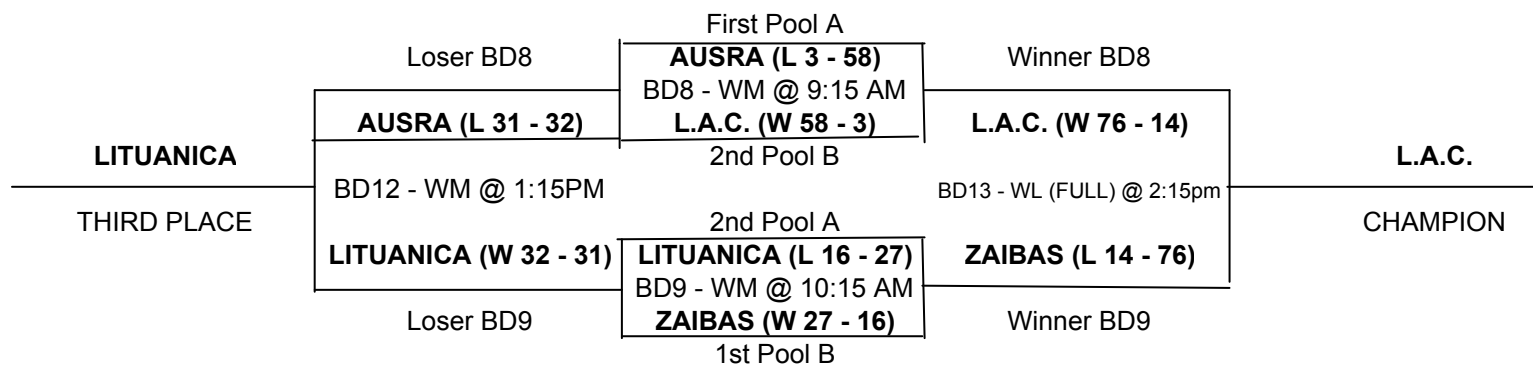 First Pool A
Loser BD8
AUSRA (L 3 - 58)
Winner BD8
BD8 - WM @ 9:15 AM
AUSRA (L 31 - 32)
L.A.C. (W 58 - 3)
L.A.C. (W 76 - 14)
LITUANICA
2nd Pool B
L.A.C.
BD12 - WM @ 1:15PM
BD13 - WL (FULL) @ 2:15pm
THIRD PLACE
2nd Pool A
CHAMPION
LITUANICA (W 32 - 31)
LITUANICA (L 16 - 27)
ZAIBAS (L 14 - 76)
BD9 - WM @ 10:15 AM
Loser BD9
ZAIBAS (W 27 - 16)
Winner BD9
1st Pool B